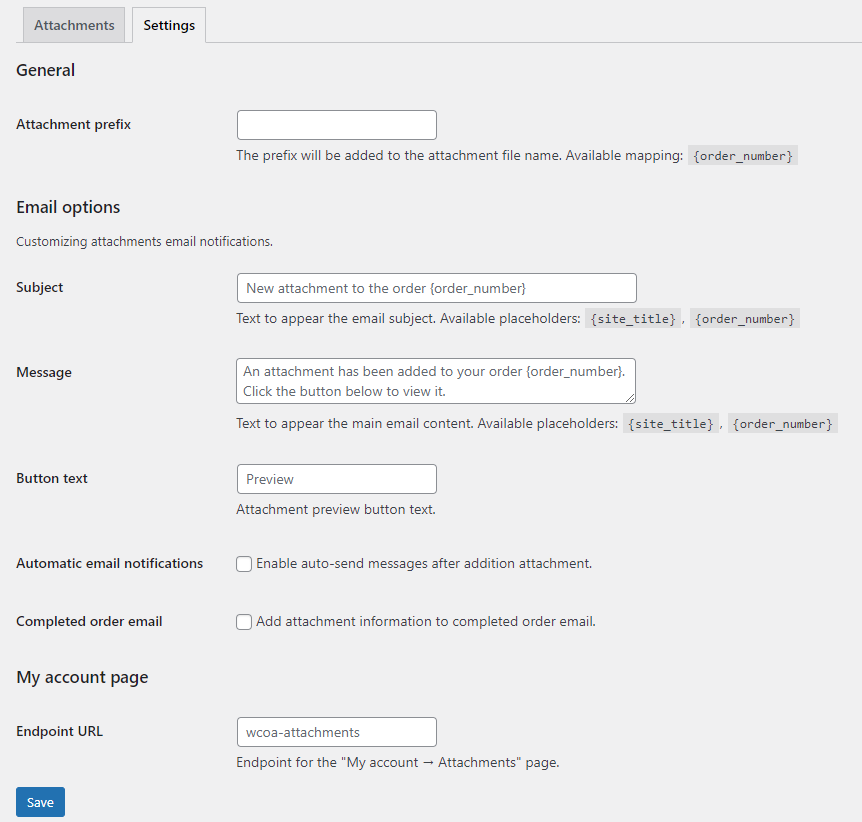 Attachments Settings
General
Attachment prefix
The prefix will be added to the attachment file name. Available mapping: {order_number}
Email options
Customizing attachments email notifications.
Subject New attachment to the order {order_number}
Text to appear the email subject. Available placeholders: {site_title}, {order_number}
Message An attachment has been added to your order {order_number}.
Click the button below to view it.
Text to appear the main email content. Available placeholders: {site_title}, {order_number}
Button text Preview
Attachment preview button text.
Automatic email notifications Enable auto-send messages after addition attachment.
Completed order email Add attachment information to completed order email.
My account page
Endpoint URL wcoa-attachments
Endpoint for the "My account → Attachments" page.
Save